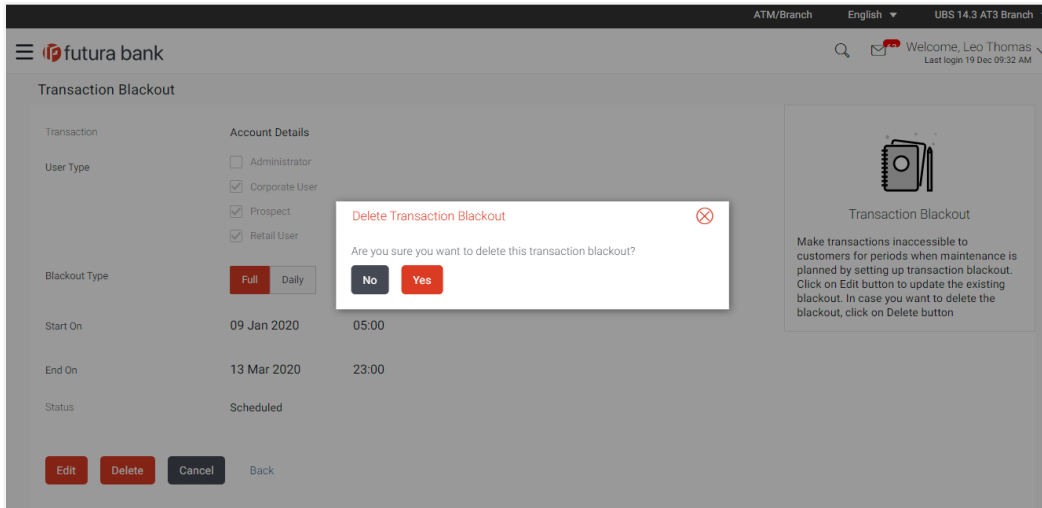 ATM/Branch English UBS 14.3 AT3 Branch
futura bank
Welcome, Leo Thomas
Last login 19 Dec 09:32 AM
Transaction Blackout
Transaction Account Details
User Type Administrator
Corporate User
Prospect
Retail User
Blackout Type Full Daily
Start On 09 Jan 2020 05:00
End On 13 Mar 2020 23:00
Status Scheduled
Edit Delete Cancel Back
Delete Transaction Blackout
Are you sure you want to delete this transaction blackout?
No Yes
Transaction Blackout
Make transactions inaccessible to
customers for periods when maintenance is
planned by setting up transaction blackout.
Click on Edit button to update the existing
blackout. In case you want to delete the
blackout, click on Delete button